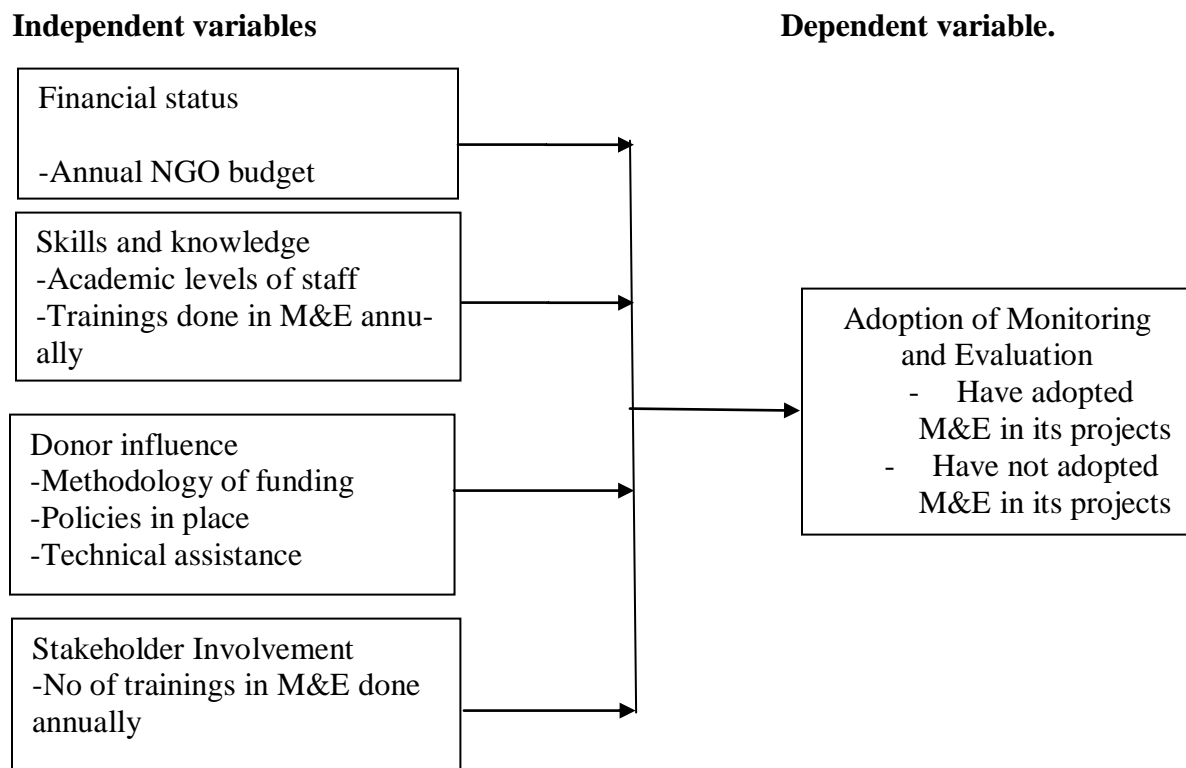 Independent variables
Dependent variable.
Financial status
-Annual NGO budget
Skills and knowledge
-Academic levels of staff
-Trainings done in M&E annu-
ally
Donor influence
-Methodology of funding
-Policies in place
-Technical assistance
Stakeholder Involvement
-No of trainings in M&E done
annually
Adoption of Monitoring
and Evaluation
- Have adopted
M&E in its projects
- Have not adopted
M&E in its projects